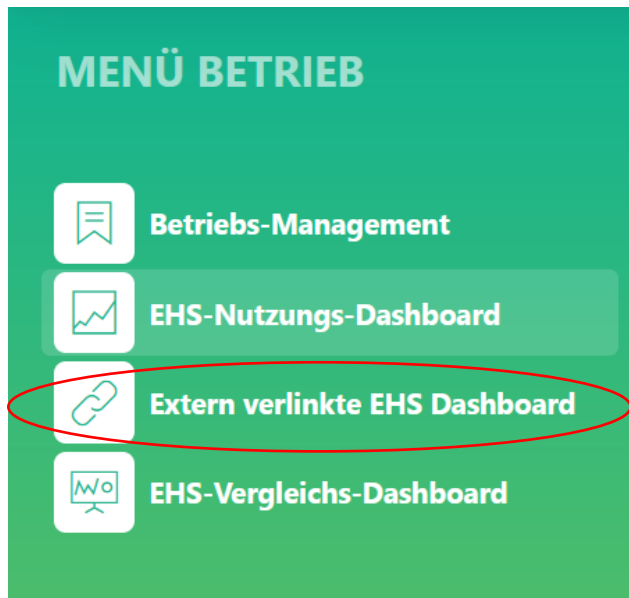 MENÜ BETRIEB
Betriebs-Management
EHS-Nutzungs-Dashboard
Extern verlinkte EHS Dashboard
EHS-Vergleichs-Dashboard